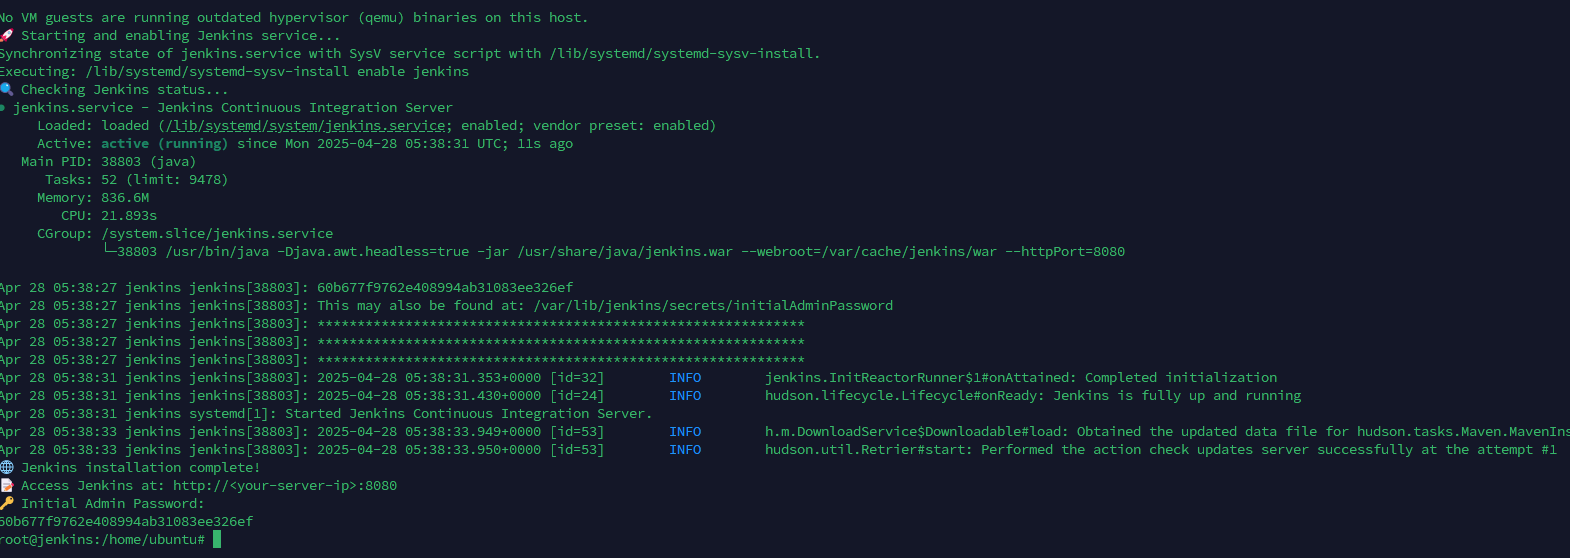 No VM guests are running outdated hypervisor (qemu) binaries on this host.
🚀 Starting and enabling Jenkins service...
Synchronizing state of jenkins.service with SysV service script with /lib/systemd/systemd-sysv-install.
Executing: /lib/systemd/systemd-sysv-install enable jenkins
🔍 Checking Jenkins status...
● jenkins.service - Jenkins Continuous Integration Server
     Loaded: loaded (/lib/systemd/system/jenkins.service; enabled; vendor preset: enabled)
     Active: active (running) since Mon 2025-04-28 05:38:31 UTC; 11s ago
   Main PID: 38803 (java)
      Tasks: 52 (limit: 9478)
     Memory: 836.6M
        CPU: 21.893s
     CGroup: /system.slice/jenkins.service
             └─38803 /usr/bin/java -Djava.awt.headless=true -jar /usr/share/java/jenkins.war --webroot=/var/cache/jenkins/war --httpPort=8080
Apr 28 05:38:27 jenkins jenkins[38803]: 60b677f9762e408994ab31083ee326ef
Apr 28 05:38:27 jenkins jenkins[38803]: This may also be found at: /var/lib/jenkins/secrets/initialAdminPassword
Apr 28 05:38:27 jenkins jenkins[38803]: *************************************************************
Apr 28 05:38:27 jenkins jenkins[38803]: *************************************************************
Apr 28 05:38:27 jenkins jenkins[38803]: *************************************************************
Apr 28 05:38:31 jenkins jenkins[38803]: 2025-04-28 05:38:31.353+0000 [id=32]        INFO        jenkins.InitReactorRunner$1#onAttained: Completed initialization
Apr 28 05:38:31 jenkins jenkins[38803]: 2025-04-28 05:38:31.430+0000 [id=24]        INFO        hudson.lifecycle.Lifecycle#onReady: Jenkins is fully up and running
Apr 28 05:38:31 jenkins systemd[1]: Started Jenkins Continuous Integration Server.
Apr 28 05:38:33 jenkins jenkins[38803]: 2025-04-28 05:38:33.949+0000 [id=53]        INFO        h.m.DownloadService$Downloadable#load: Obtained the updated data file for hudson.tasks.Maven.MavenIns
Apr 28 05:38:33 jenkins jenkins[38803]: 2025-04-28 05:38:33.950+0000 [id=53]        INFO        hudson.util.Retrier#start: Performed the action check updates server successfully at the attempt #1
🌐 Jenkins installation complete!
📝 Access Jenkins at: http://<your-server-ip>:8080
🔑 Initial Admin Password:
60b677f9762e408994ab31083ee326ef
root@jenkins:/home/ubuntu#